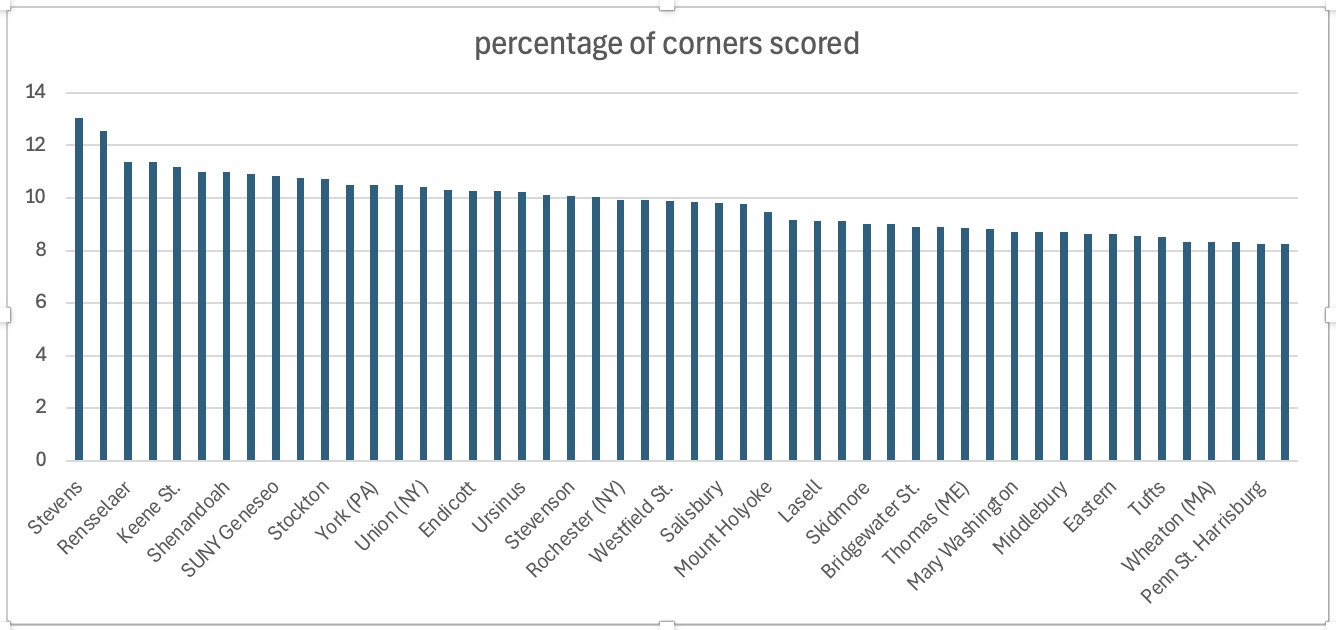 percentage of corners scored
14
12
10
8
6
4
2
0
Stevens
Rensselaer
Keene St.
Shenandoah
SUNY Geneseo
Stockton
York (PA)
Union (NY)
Endicott
Ursinus
Stevenson
Rochester (NY)
Westfield St.
Salisbury
Mount Holyoke
Lasell
Skidmore
Bridgewater St.
Thomas (ME)
Mary Washington
Middlebury
Eastern
Tufts
Wheaton (MA)
Penn St. Harrisburg